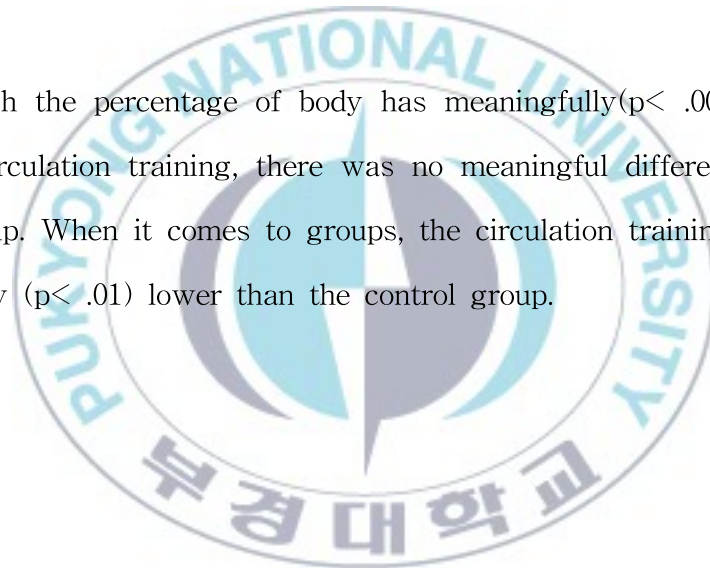 h the percentage of body has meaningfully(p< .00
rculation training, there was no meaningful differe
p. When it comes to groups, the circulation trainin
y (p< .01) lower than the control group.
PUKYONG NATIONAL UNIVERSITY
부경대학교